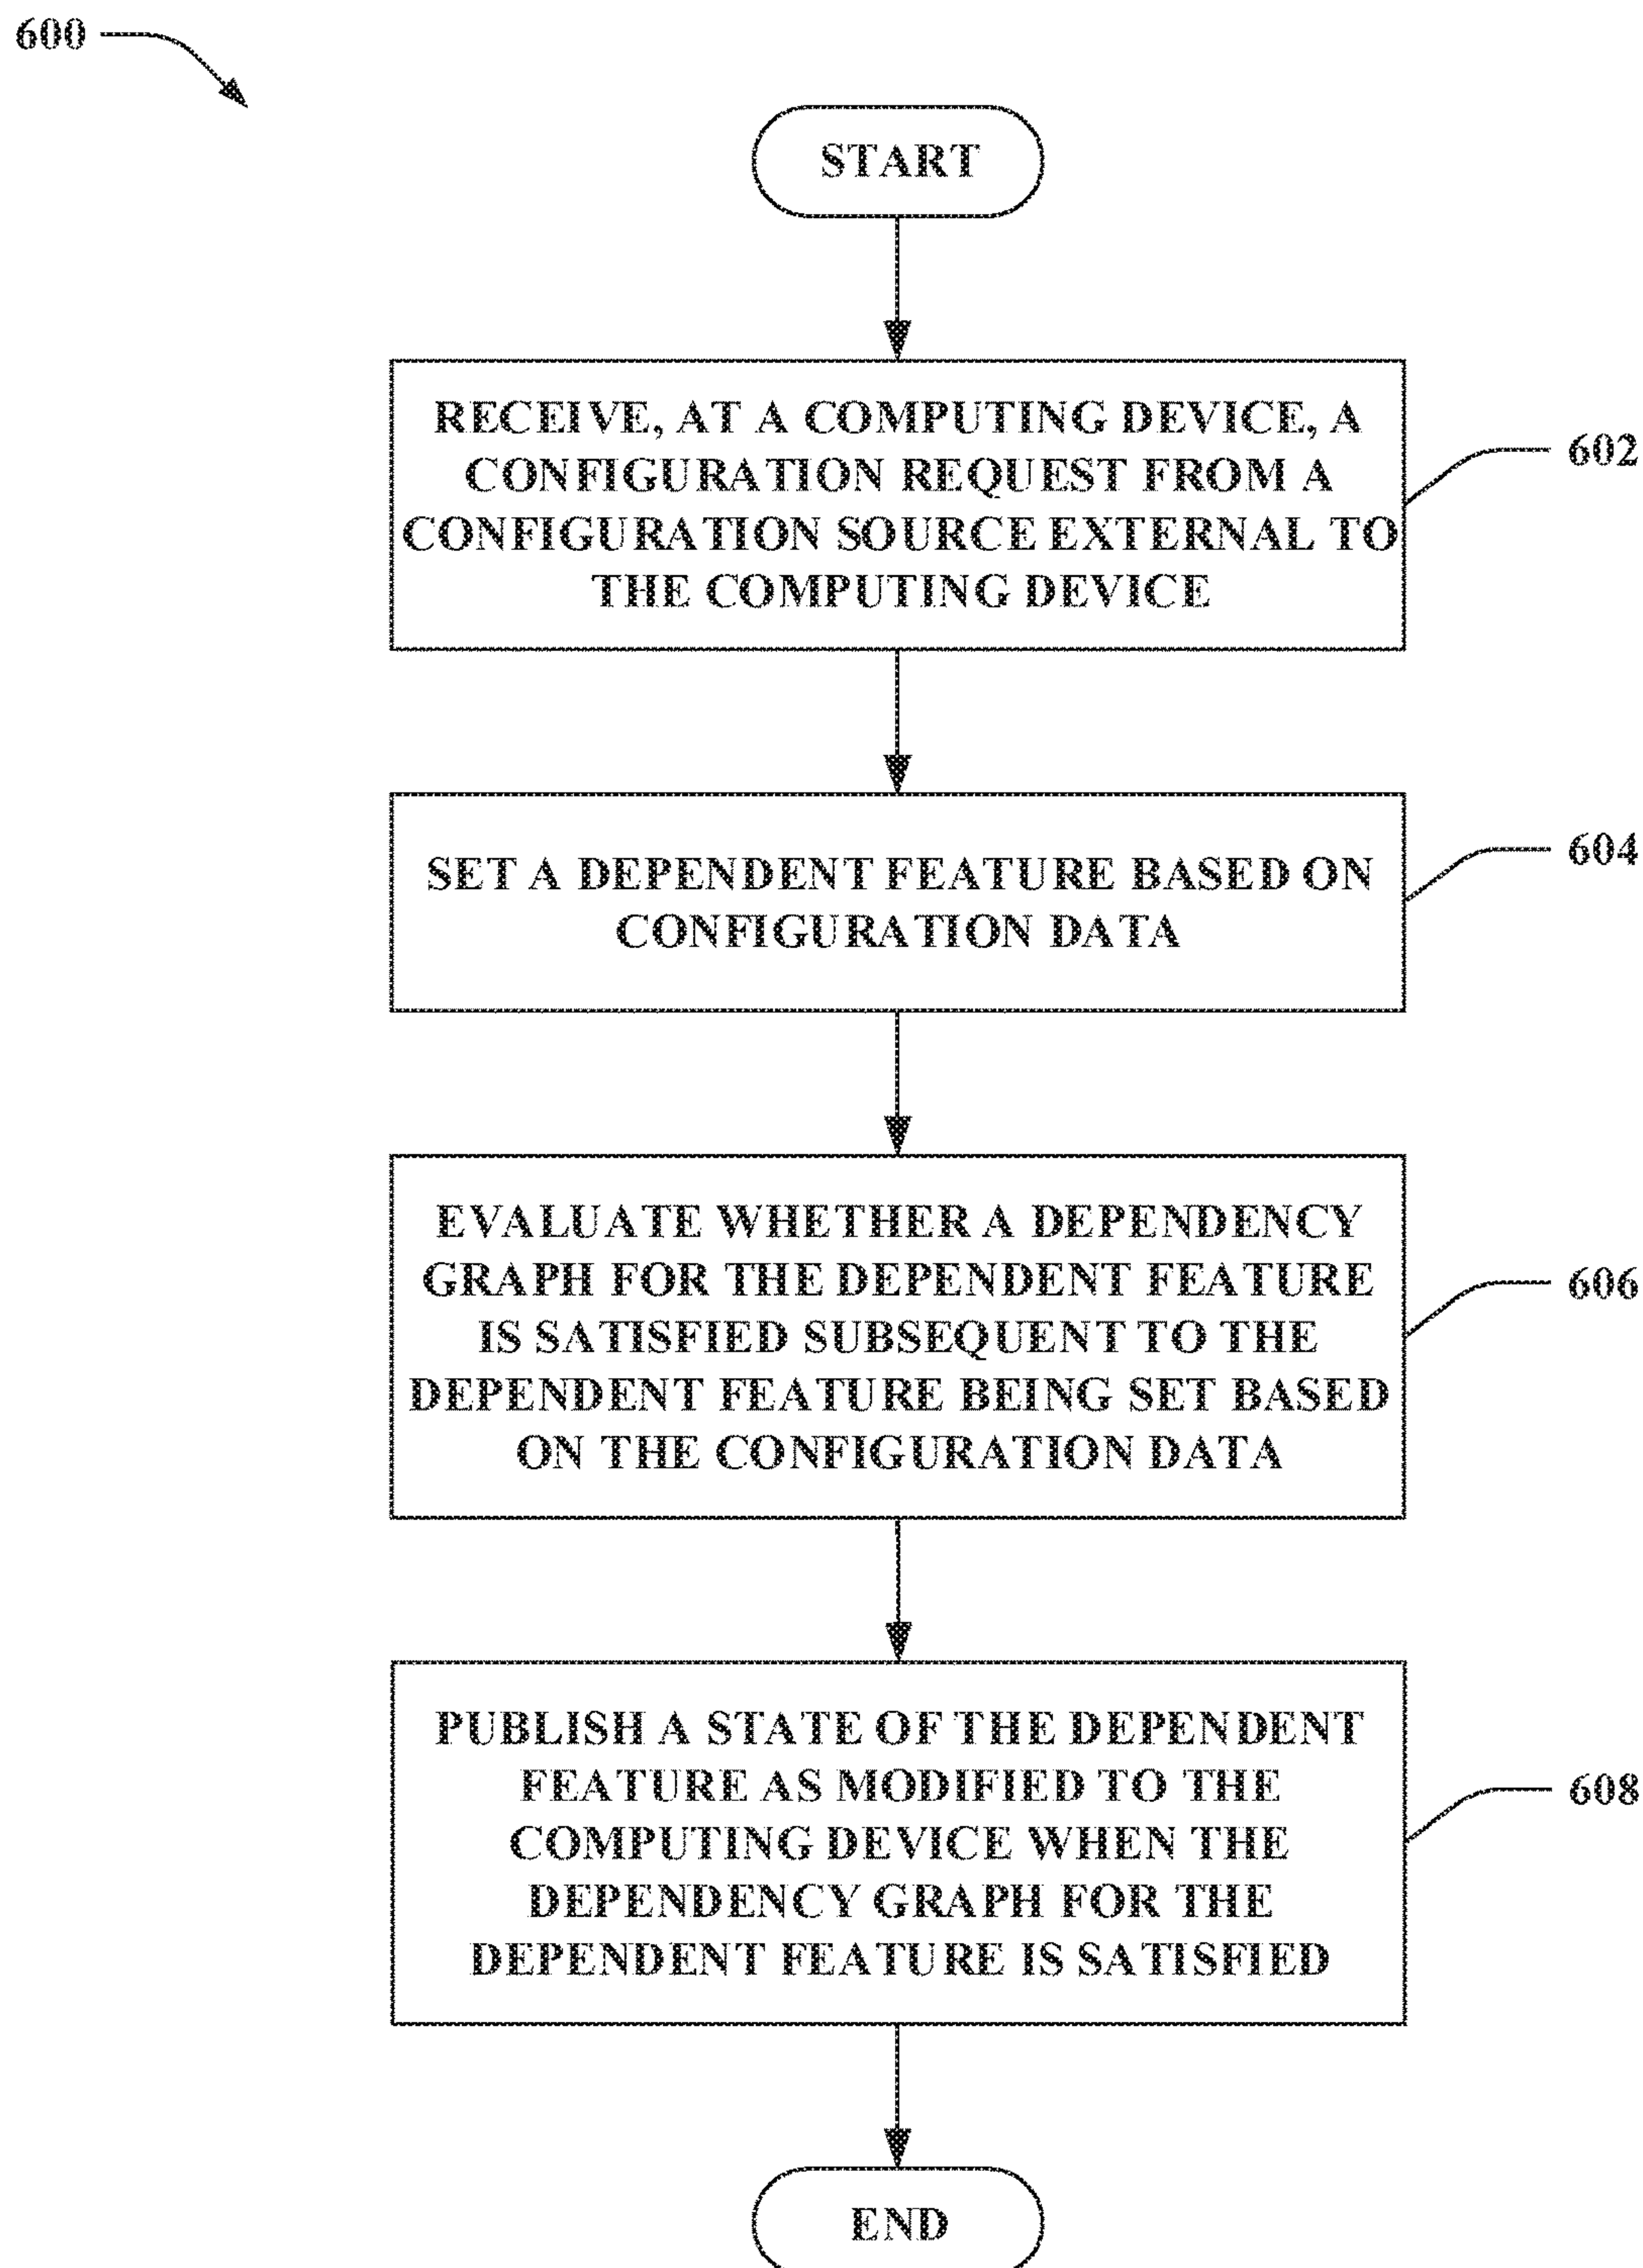 600
START
RECEIVE, AT A COMPUTING DEVICE, A
CONFIGURATION REQUEST FROM A
CONFIGURATION SOURCE EXTERNAL TO
THE COMPUTING DEVICE
602
SET A DEPENDENT FEATURE BASED ON
CONFIGURATION DATA
604
EVALUATE WHETHER A DEPENDENCY
GRAPH FOR THE DEPENDENT FEATURE
IS SATISFIED SUBSEQUENT TO THE
DEPENDENT FEATURE BEING SET BASED
ON THE CONFIGURATION DATA
606
PUBLISH A STATE OF THE DEPENDENT
FEATURE AS MODIFIED TO THE
COMPUTING DEVICE WHEN THE
DEPENDENCY GRAPH FOR THE
DEPENDENT FEATURE IS SATISFIED
608
END